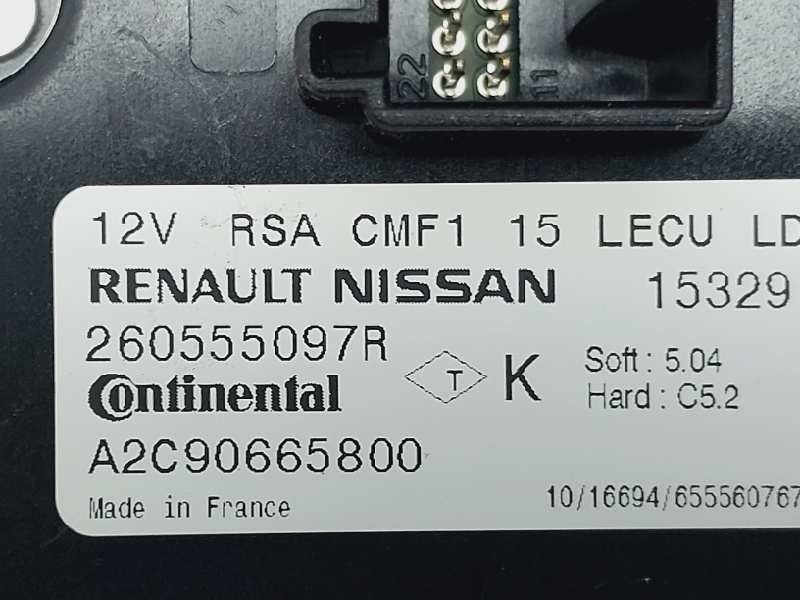 22 11
12V RSA CMF1 15 LECU LD
RENAULT NISSAN 15329
260555097R
T K Soft : 5.04
Continental Hard : C5.2
A2C90665800
Made in France 10/16694/655560767